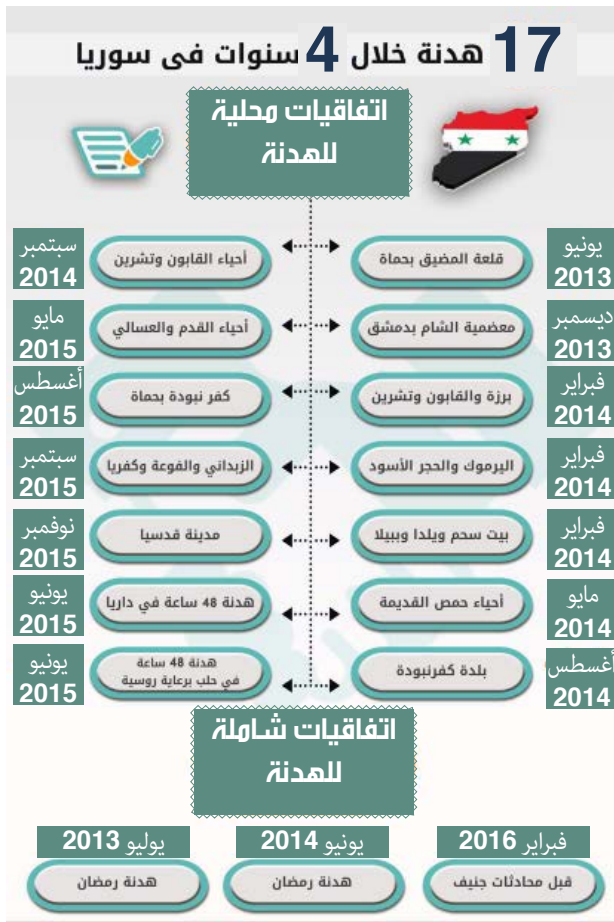 17 هدنة خلال 4 سنوات فى سوريا
اتفاقيات محلية
للهدنة
يونيو
2013
قلعة المضيق بحماة
أحياء القابون وتشرين
سبتمبر
2014
ديسمبر
2013
معضمية الشام بدمشق
أحياء القدم والعسالي
مايو
2015
فبراير
2014
برزة والقابون وتشرين
كفر نبودة بحماة
أغسطس
2015
فبراير
2014
اليرموك والحجر الأسود
الزبداني والفوعة وكفريا
سبتمبر
2015
فبراير
2014
بيت سحم ويلدا وببيلا
مدينة قدسيا
نوفمبر
2015
مايو
2014
أحياء حمص القديمة
هدنة 48 ساعة في داريا
يونيو
2015
أغسطس
2014
بلدة كفرنبودة
هدنة 48 ساعة
في حلب برعاية روسية
يونيو
2015
اتفاقيات شاملة
للهدنة
فبراير 2016
قبل محادثات جنيف
يونيو 2014
هدنة رمضان
يوليو 2013
هدنة رمضان